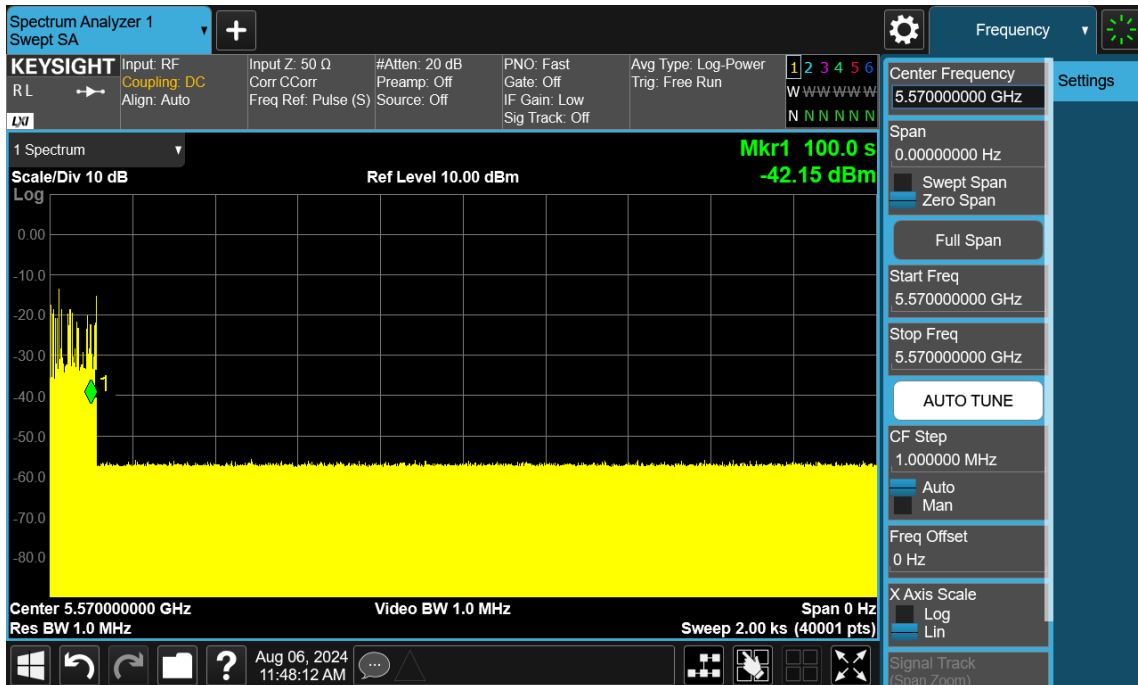 Spectrum Analyzer 1
Swept SA
Frequency
KEYSIGHT
R L
LXI
Input: RF
Coupling: DC
Align: Auto
Input Z: 50 Ω
Corr CCorr
Freq Ref: Pulse (S)
#Atten: 20 dB
Preamp: Off
Source: Off
PNO: Fast
Gate: Off
IF Gain: Low
Sig Track: Off
Avg Type: Log-Power
Trig: Free Run
1 2 3 4 5 6
W W W W W W
N N N N N N
1 Spectrum
Mkr1 100.0 s
-42.15 dBm
Scale/Div 10 dB
Ref Level 10.00 dBm
Log
0.00
-10.0
-20.0
-30.0
-40.0
-50.0
-60.0
-70.0
-80.0
1
Center 5.570000000 GHz
Video BW 1.0 MHz
Span 0 Hz
Res BW 1.0 MHz
Sweep 2.00 ks (40001 pts)
Aug 06, 2024
11:48:12 AM
Center Frequency
5.570000000 GHz
Span
0.00000000 Hz
Swept Span
Zero Span
Full Span
Start Freq
5.570000000 GHz
Stop Freq
5.570000000 GHz
AUTO TUNE
CF Step
1.000000 MHz
Auto
Man
Freq Offset
0 Hz
X Axis Scale
Log
Lin
Signal Track
(Span Zoom)
Settings